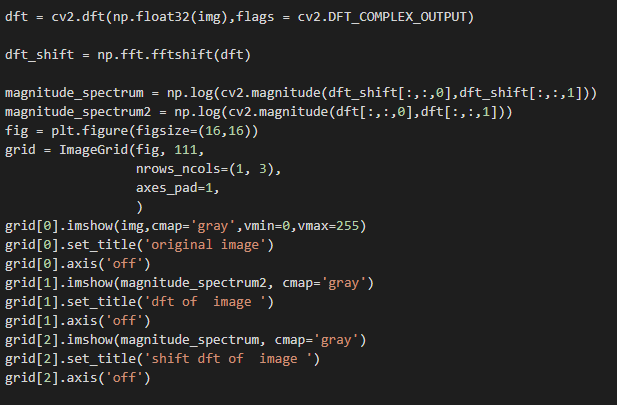 dft = cv2.dft(np.float32(img),flags = cv2.DFT_COMPLEX_OUTPUT)
dft_shift = np.fft.fftshift(dft)
magnitude_spectrum = np.log(cv2.magnitude(dft_shift[:,:,0],dft_shift[:,:,1]))
magnitude_spectrum2 = np.log(cv2.magnitude(dft[:,:,0],dft[:,:,1]))
fig = plt.figure(figsize=(16,16))
grid = ImageGrid(fig, 111,
                 nrows_ncols=(1, 3),
                 axes_pad=1,
                 )
grid[0].imshow(img,cmap='gray',vmin=0,vmax=255)
grid[0].set_title('original image')
grid[0].axis('off')
grid[1].imshow(magnitude_spectrum2, cmap='gray')
grid[1].set_title('dft of  image ')
grid[1].axis('off')
grid[2].imshow(magnitude_spectrum, cmap='gray')
grid[2].set_title('shift dft of  image ')
grid[2].axis('off')